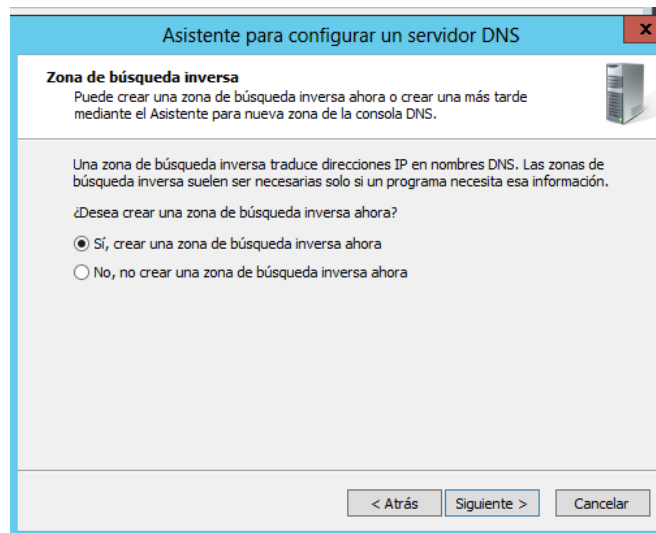 Asistente para configurar un servidor DNS
x
Zona de búsqueda inversa
Puede crear una zona de búsqueda inversa ahora o crear una más tarde
mediante el Asistente para nueva zona de la consola DNS.
Una zona de búsqueda inversa traduce direcciones IP en nombres DNS. Las zonas de
búsqueda inversa suelen ser necesarias solo si un programa necesita esa información.
¿Desea crear una zona de búsqueda inversa ahora?
Sí, crear una zona de búsqueda inversa ahora
No, no crear una zona de búsqueda inversa ahora
< Atrás Siguiente > Cancelar